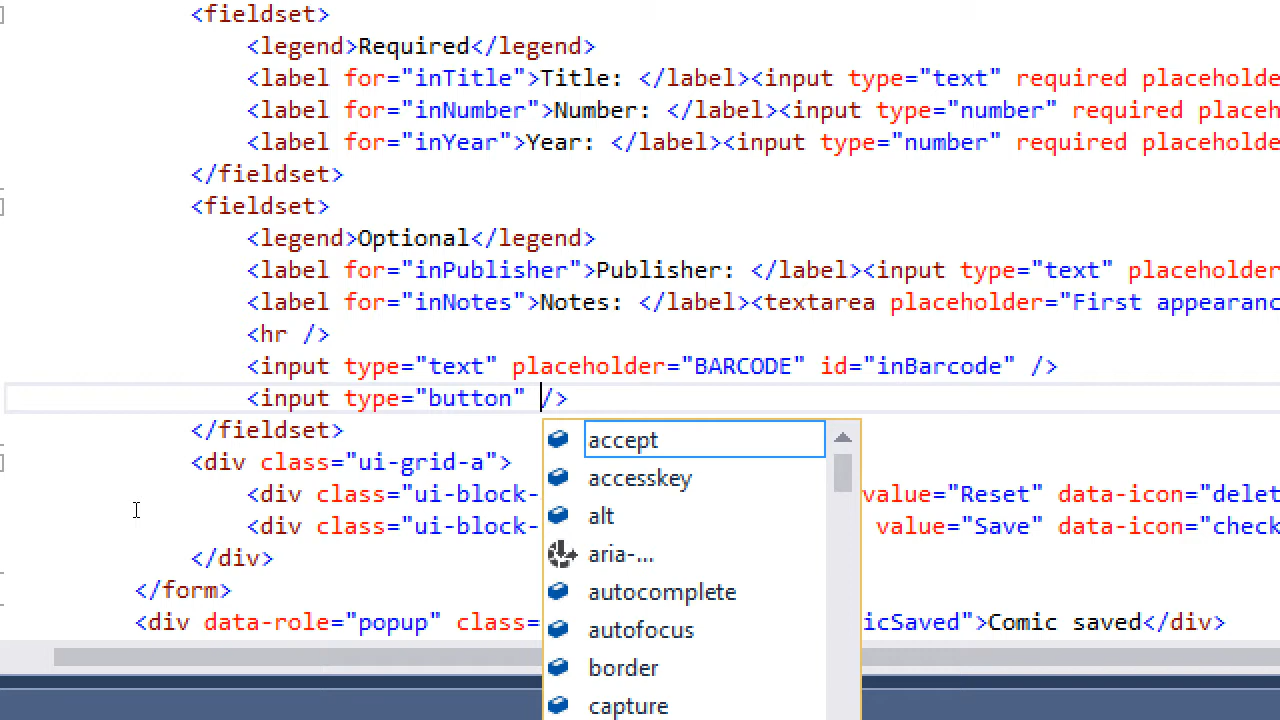 <fieldset>
<legend>Required</legend>
<label for="inTitle">Title: </label><input type="text" required placeholde
<label for="inNumber">Number: </label><input type="number" required placeh
<label for="inYear">Year: </label><input type="number" required placeholde
</fieldset>
<fieldset>
<legend>Optional</legend>
<label for="inPublisher">Publisher: </label><input type="text" placeholder
<label for="inNotes">Notes: </label><textarea placeholder="First appearanc
<hr />
<input type="text" placeholder="BARCODE" id="inBarcode" />
<input type="button" />
</fieldset>
accept
<div class="ui-grid-a">
accesskey
<div class="ui-block- value="Reset" data-icon="delet
alt
<div class="ui-block- value="Save" data-icon="check
</div>
aria-...
</form>
autocomplete
<div data-role="popup" class= icSaved">Comic saved</div>
autofocus
border
capture